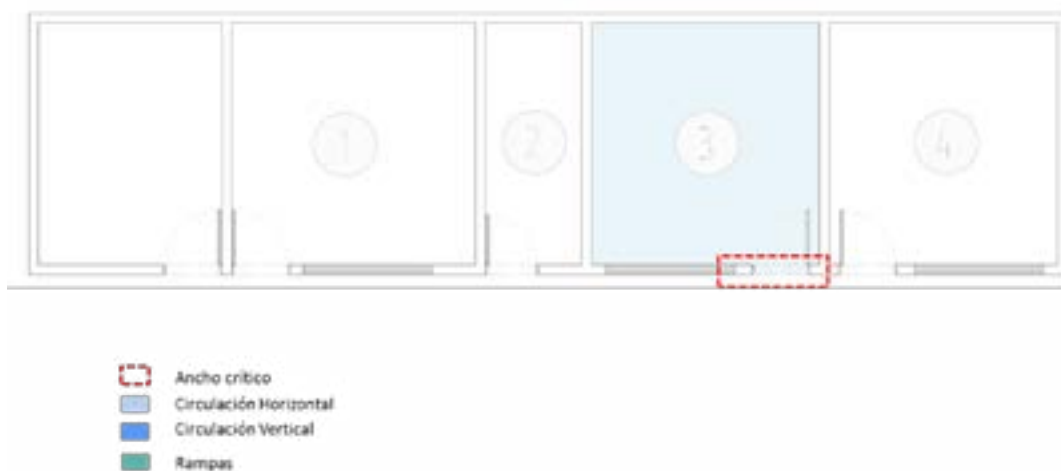 1
2
3
4
Ancho crítico
Circulación Horizontal
Circulación Vertical
Rampas